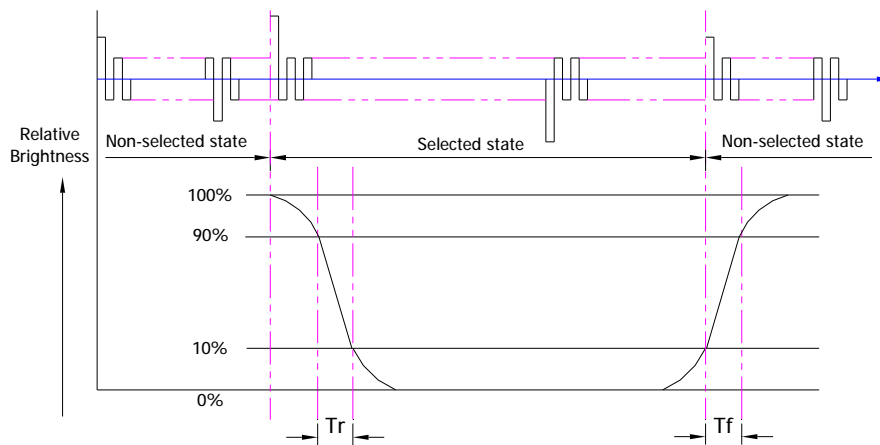 Relative
Brightness
Non-selected state
Selected state
Non-selected state
100%
90%
10%
0%
Tr
Tf